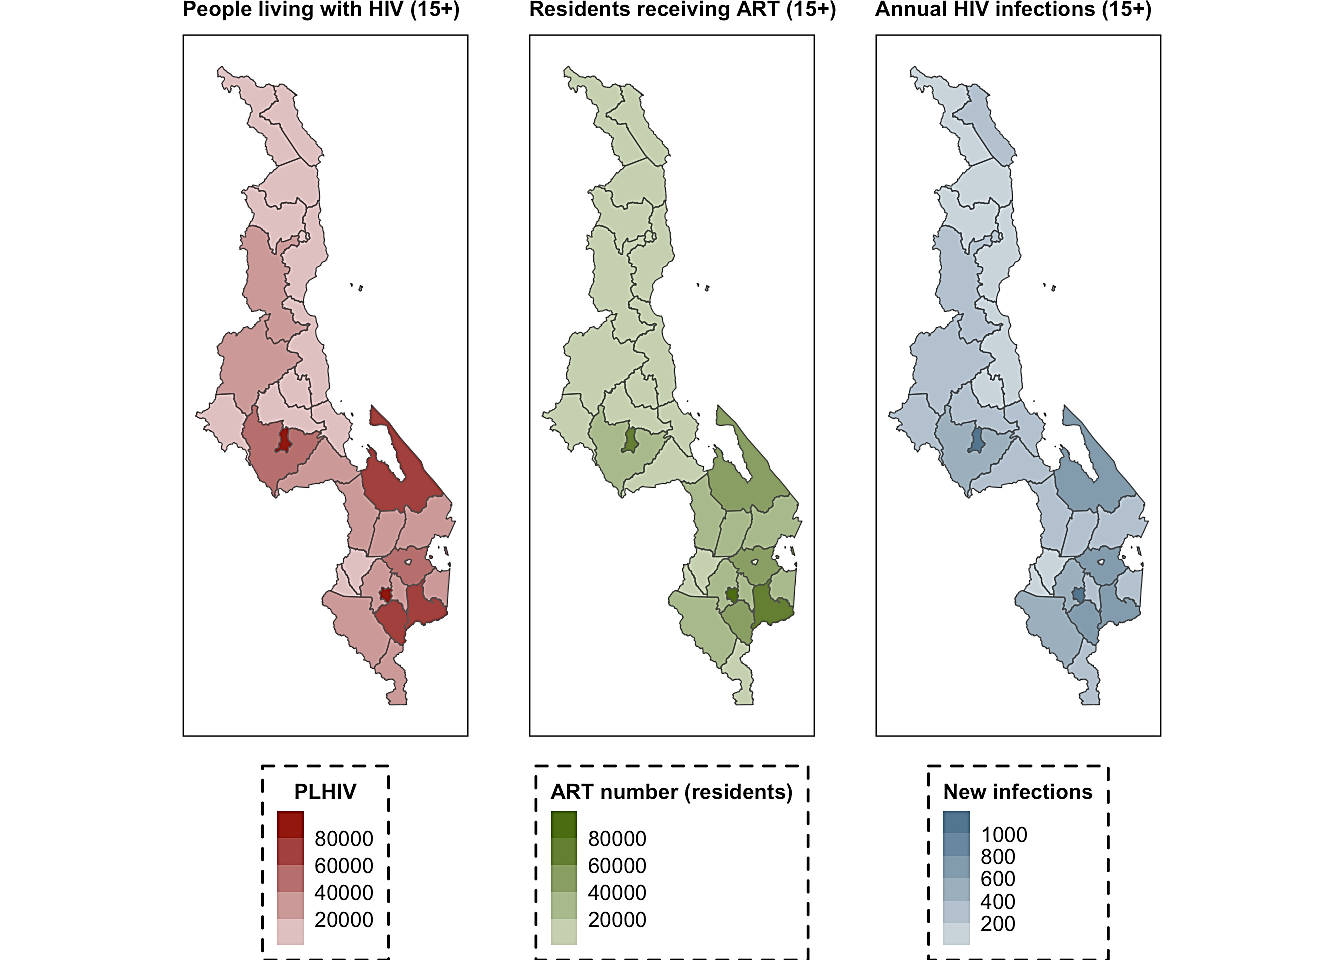 People living with HIV (15+)
Residents receiving ART (15+)
Annual HIV infections (15+)
PLHIV
80000
60000
40000
20000
ART number (residents)
80000
60000
40000
20000
New infections
1000
800
600
400
200